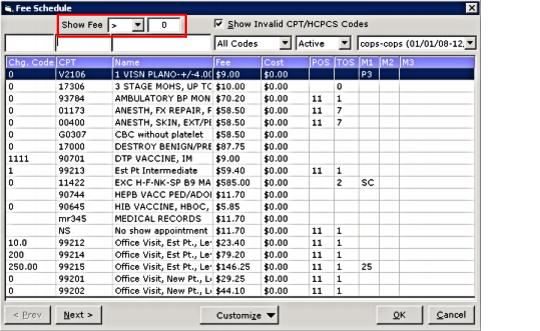 Fee Schedule
Show Fee > 0 Show Invalid CPT/HCPCS Codes
All Codes Active cops-cops (01/01/08-12,
Chg. Code CPT Name Fee Cost POS TOS M1 M2 M3
0 V2106 1 VISN PLANO-+/-4.0( $9.00 $0.00 P3
0 17306 3 STAGE MOHS, UP TC $10.00 $0.00 0
0 93784 AMBULATORY BP MON $70.20 $0.00 11 1
0 01173 ANESTH, FX REPAIR, F $58.50 $0.00 11 7
0 00400 ANESTH, SKIN, EXT/PE $58.50 $0.00 11 7
0 G0307 CBC without platelet $58.50 $0.00
0 17000 DESTROY BENIGN/PRE $87.75 $0.00
1111 90701 DTP VACCINE, IM $9.00 $0.00
1 99213 Est Pt Intermediate $59.40 $0.00 11 1
0 11422 EXC H-F-NK-SP B9 MA $585.00 $0.00 2 SC
90744 HEPB VACC PED/ADOI $11.70 $0.00
0 90645 HIB VACCINE, HBOC, $5.85 $0.00
mr345 MEDICAL RECORDS $11.70 $0.00
NS No show appointment $11.70 $0.00 11 1
10.0 99212 Office Visit, Est Pt., Le $23.40 $0.00 11 1
200 99214 Office Visit, Est Pt., Le $79.20 $0.00 11 1
250.00 99215 Office Visit, Est Pt., Le $146.25 $0.00 11 1 25
0 99201 Office Visit, New Pt., L $29.25 $0.00 11 1
0 99202 Office Visit, New Pt., L $44.10 $0.00 11 1
< Prev Next > Customize OK Cancel